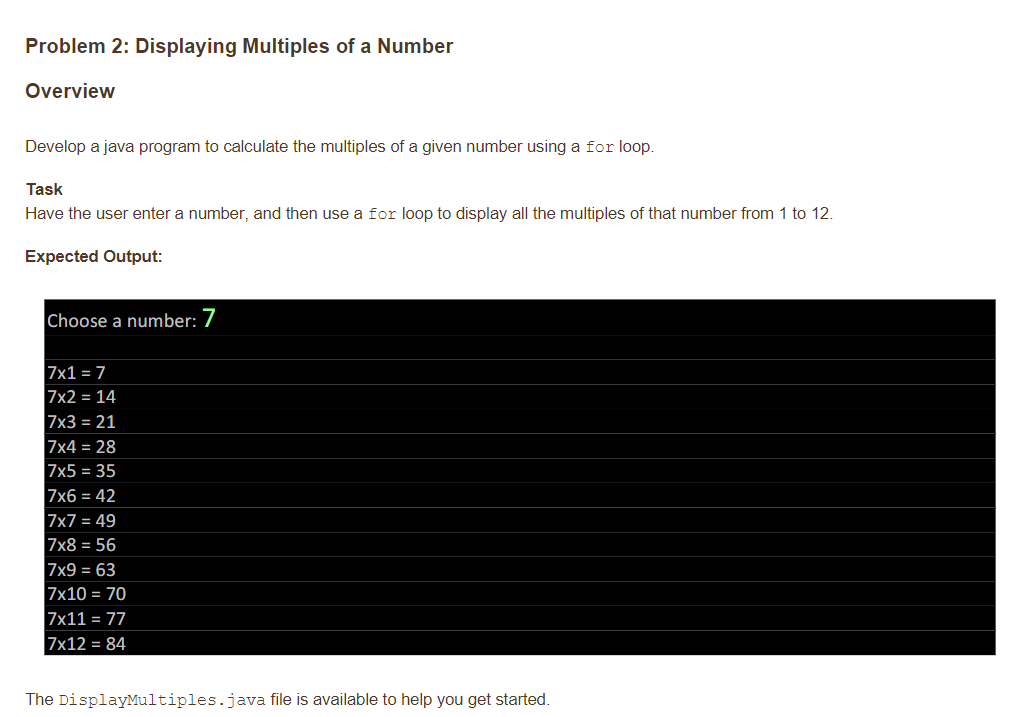 Problem 2: Displaying Multiples of a Number
Overview
Develop a java program to calculate the multiples of a given number using a for loop.
Task
Have the user enter a number, and then use a for loop to display all the multiples of that number from 1 to 12.
Expected Output:
Choose a number: 7
7x1 = 7
7x2 = 14
7x3 = 21
7x4 = 28
7x5 = 35
7x6 = 42
7x7 = 49
7x8 = 56
7x9 = 63
7x10 = 70
7x11 = 77
7x12 = 84
The DisplayMultiples.java file is available to help you get started.